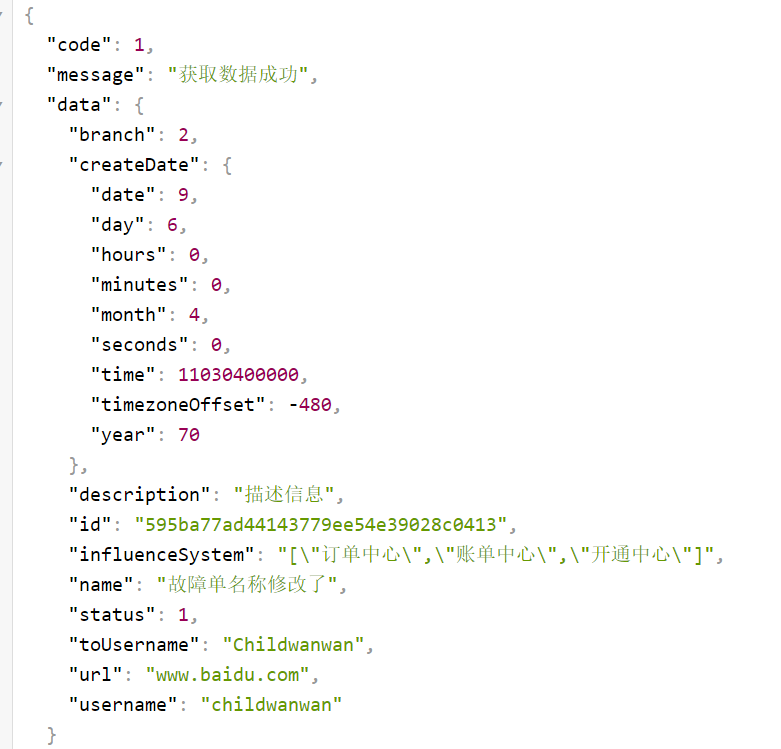 {
"code": 1,
"message": "获取数据成功",
"data": {
"branch": 2,
"createDate": {
"date": 9,
"day": 6,
"hours": 0,
"minutes": 0,
"month": 4,
"seconds": 0,
"time": 11030400000,
"timezoneOffset": -480,
"year": 70
},
"description": "描述信息",
"id": "595ba77ad44143779ee54e39028c0413",
"influenceSystem": "[\"订单中心\",\"账单中心\",\"开通中心\"]",
"name": "故障单名称修改了",
"status": 1,
"toUsername": "Childwanwan",
"url": "www.baidu.com",
"username": "childwanwan"
}